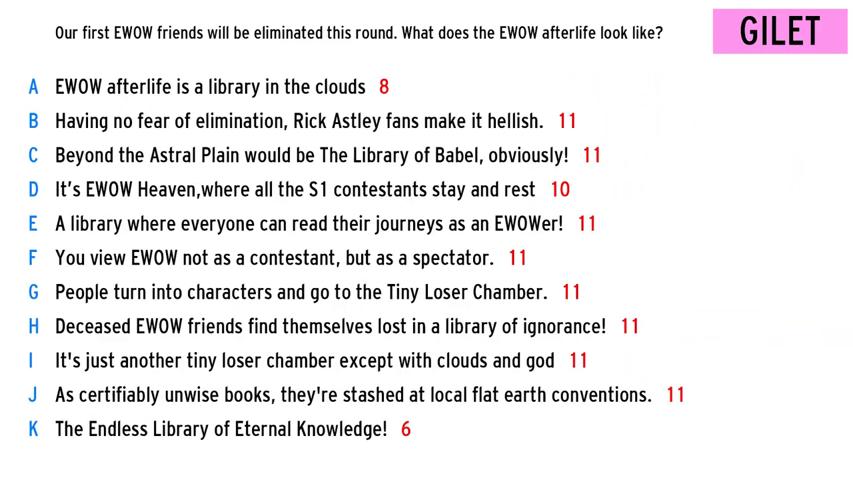 Our first EWOW friends will be eliminated this round. What does the EWOW afterlife look like?
GILET
A EWOW afterlife is a library in the clouds 8
B Having no fear of elimination, Rick Astley fans make it hellish. 11
C Beyond the Astral Plain would be The Library of Babel, obviously! 11
D It’s EWOW Heaven,where all the S1 contestants stay and rest 10
E A library where everyone can read their journeys as an EWOWer! 11
F You view EWOW not as a contestant, but as a spectator. 11
G People turn into characters and go to the Tiny Loser Chamber. 11
H Deceased EWOW friends find themselves lost in a library of ignorance! 11
I It's just another tiny loser chamber except with clouds and god 11
J As certifiably unwise books, they're stashed at local flat earth conventions. 11
K The Endless Library of Eternal Knowledge! 6